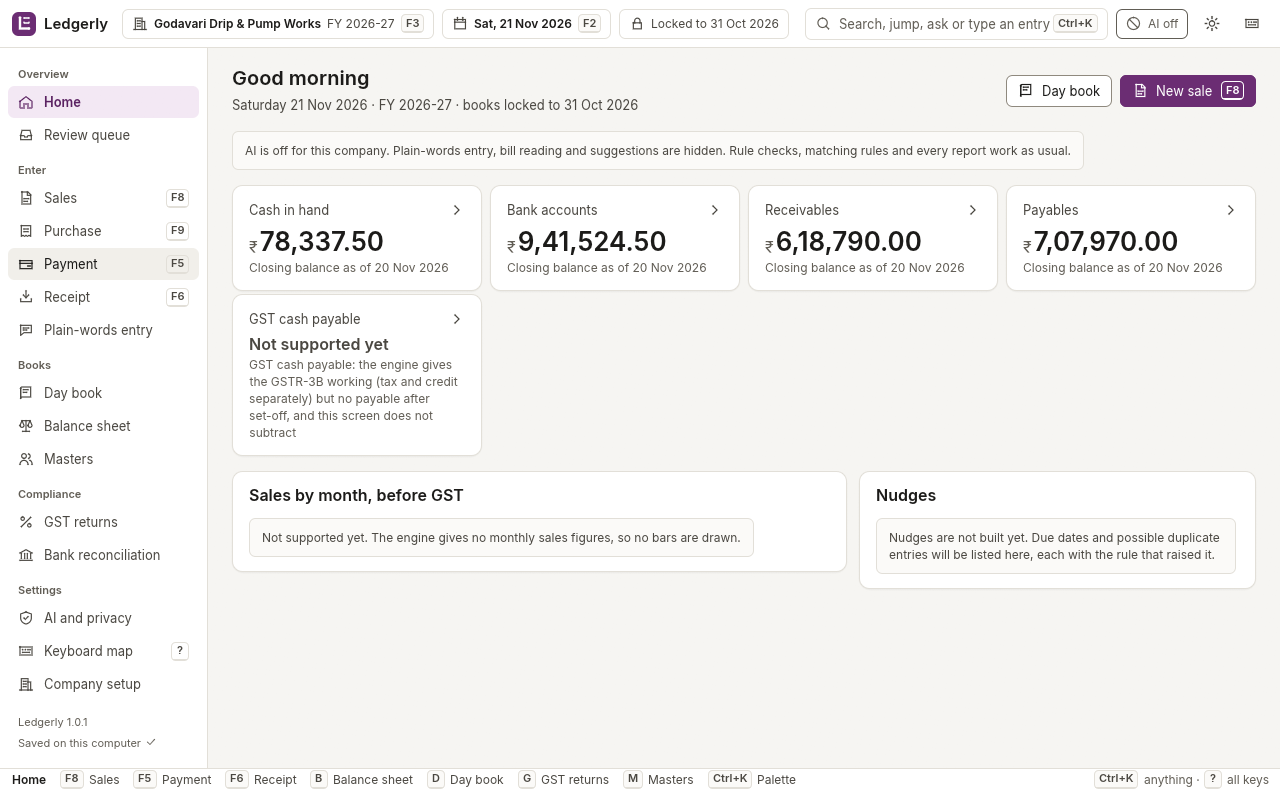 Ledgerly
Godavari Drip & Pump Works FY 2026-27 F3
Sat, 21 Nov 2026 F2
Locked to 31 Oct 2026
Search, jump, ask or type an entry Ctrl+K
AI off
Overview
Home
Review queue
Enter
Sales F8
Purchase F9
Payment F5
Receipt F6
Plain-words entry
Books
Day book
Balance sheet
Masters
Compliance
GST returns
Bank reconciliation
Settings
AI and privacy
Keyboard map ?
Company setup
Ledgerly 1.0.1
Saved on this computer
Good morning
Saturday 21 Nov 2026 · FY 2026-27 · books locked to 31 Oct 2026
Day book
New sale F8
AI is off for this company. Plain-words entry, bill reading and suggestions are hidden. Rule checks, matching rules and every report work as usual.
Cash in hand
₹78,337.50
Closing balance as of 20 Nov 2026
Bank accounts
₹9,41,524.50
Closing balance as of 20 Nov 2026
Receivables
₹6,18,790.00
Closing balance as of 20 Nov 2026
Payables
₹7,07,970.00
Closing balance as of 20 Nov 2026
GST cash payable
Not supported yet
GST cash payable: the engine gives
the GSTR-3B working (tax and credit
separately) but no payable after
set-off, and this screen does not
subtract
Sales by month, before GST
Not supported yet. The engine gives no monthly sales figures, so no bars are drawn.
Nudges
Nudges are not built yet. Due dates and possible duplicate
entries will be listed here, each with the rule that raised it.
Home F8 Sales F5 Payment F6 Receipt B Balance sheet D Day book G GST returns M Masters Ctrl+K Palette
Ctrl+K anything · ? all keys